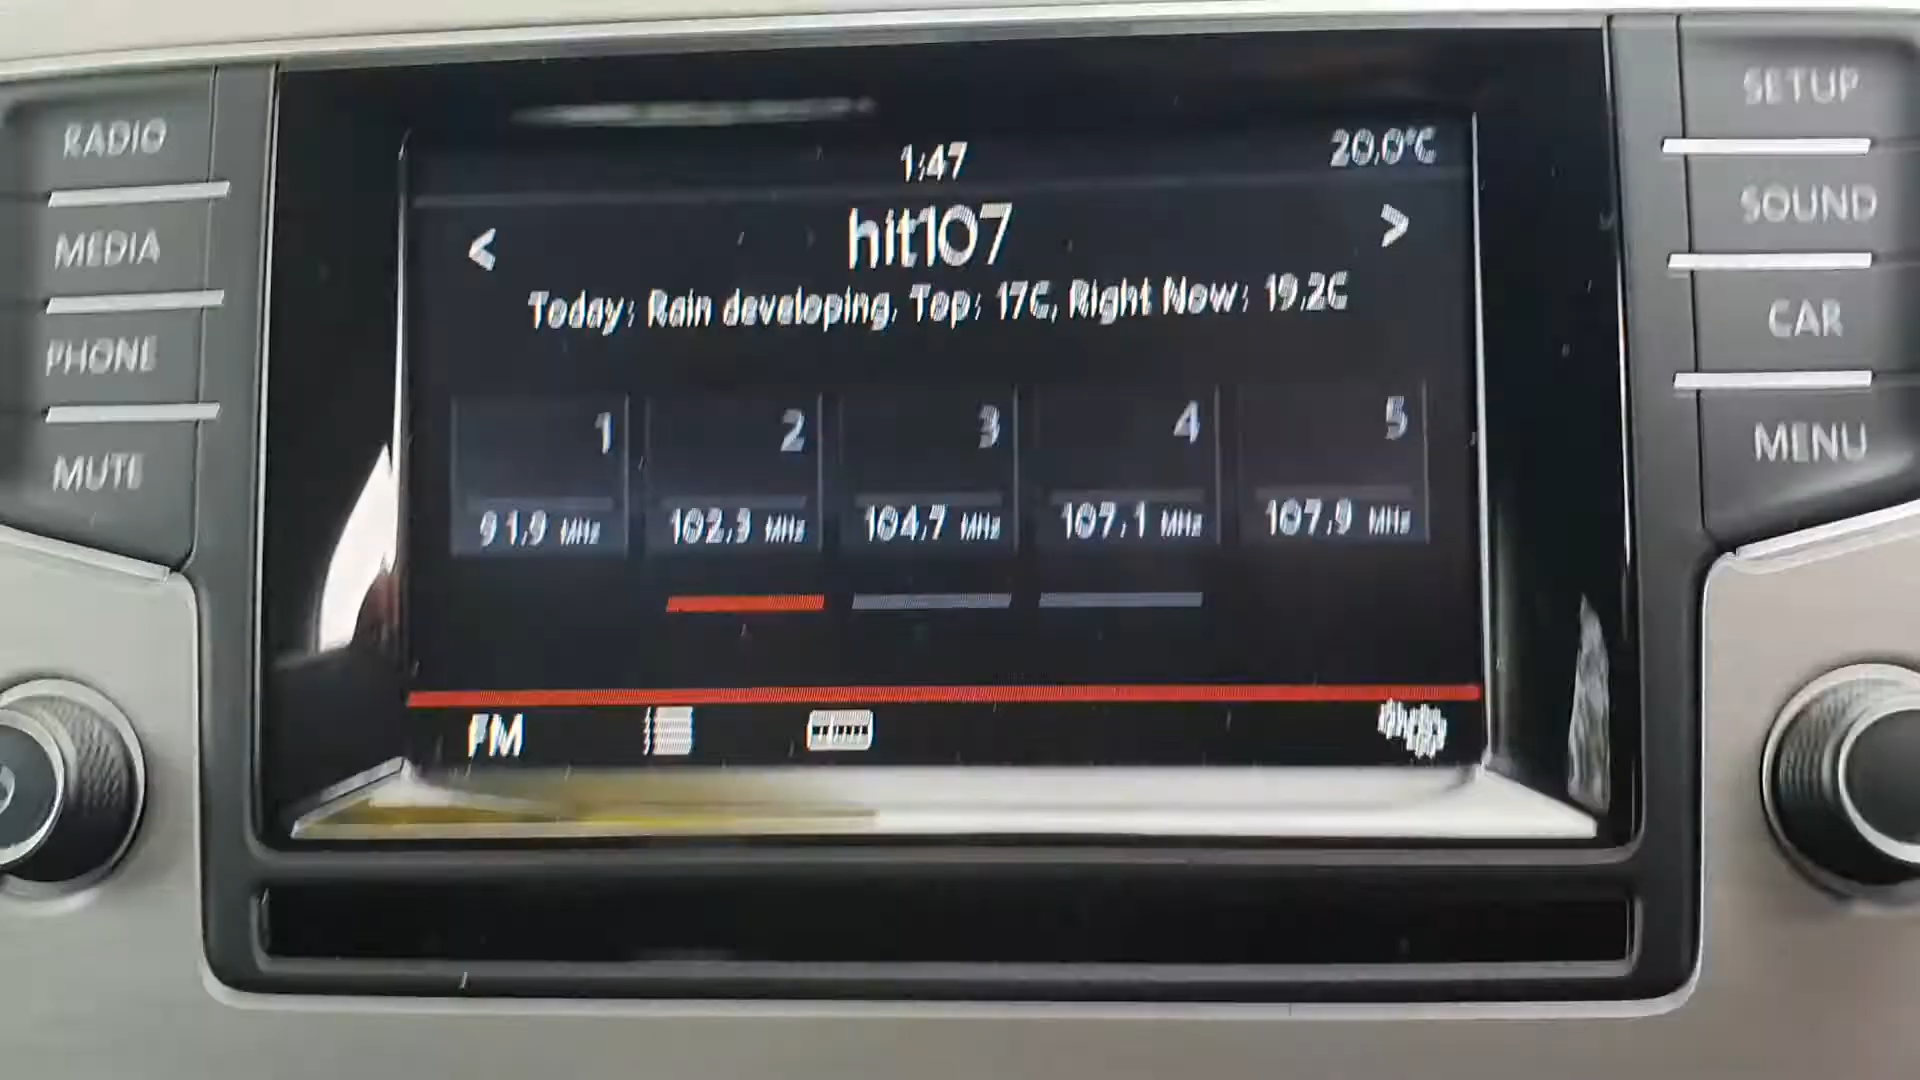 RADIO
MEDIA
PHONE
MUTE
1:47
20.0°C
< hit107 >
Today: Rain developing, Top: 17C, Right Now: 19.2C
1 2 3 4 5
91.9 MHz 102.3 MHz 104.7 MHz 107.1 MHz 107.9 MHz
FM
SETUP
SOUND
CAR
MENU